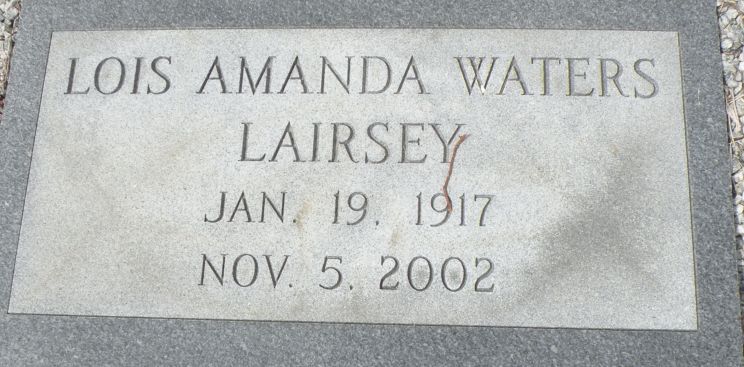 LOIS AMANDA WATERS
LAIRSEY
JAN. 19, 1917
NOV. 5, 2002